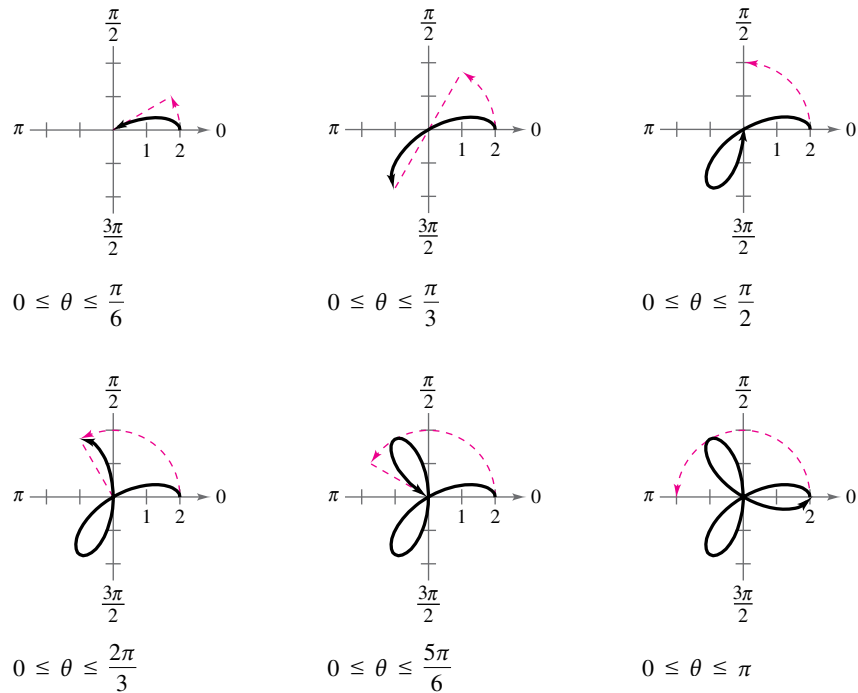 π/2 π/2 π/2
π 1 2 0 π 1 2 0 π 1 2 0
3π/2 3π/2 3π/2
0 ≤ θ ≤ π/6 0 ≤ θ ≤ π/3 0 ≤ θ ≤ π/2
π/2 π/2 π/2
π 1 2 0 π 1 2 0 π 2 0
3π/2 3π/2 3π/2
0 ≤ θ ≤ 2π/3 0 ≤ θ ≤ 5π/6 0 ≤ θ ≤ π